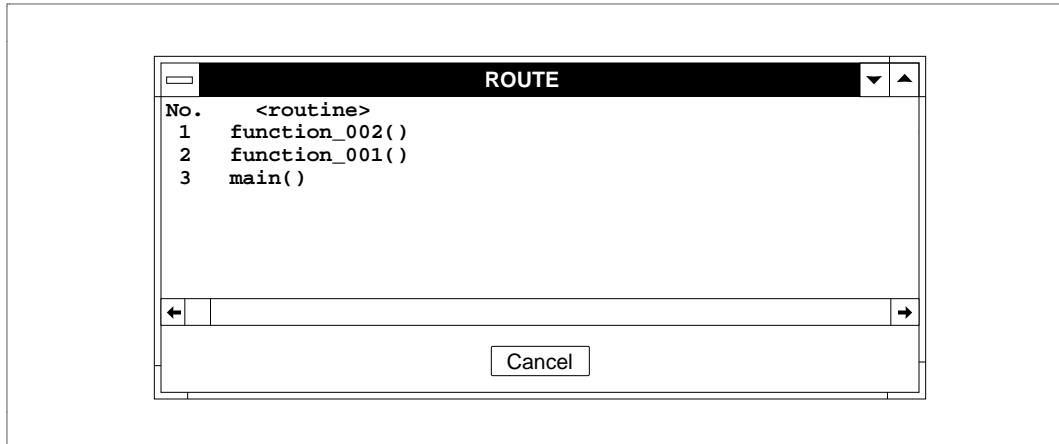 ROUTE
No. <routine>
1 function_002()
2 function_001()
3 main()
Cancel